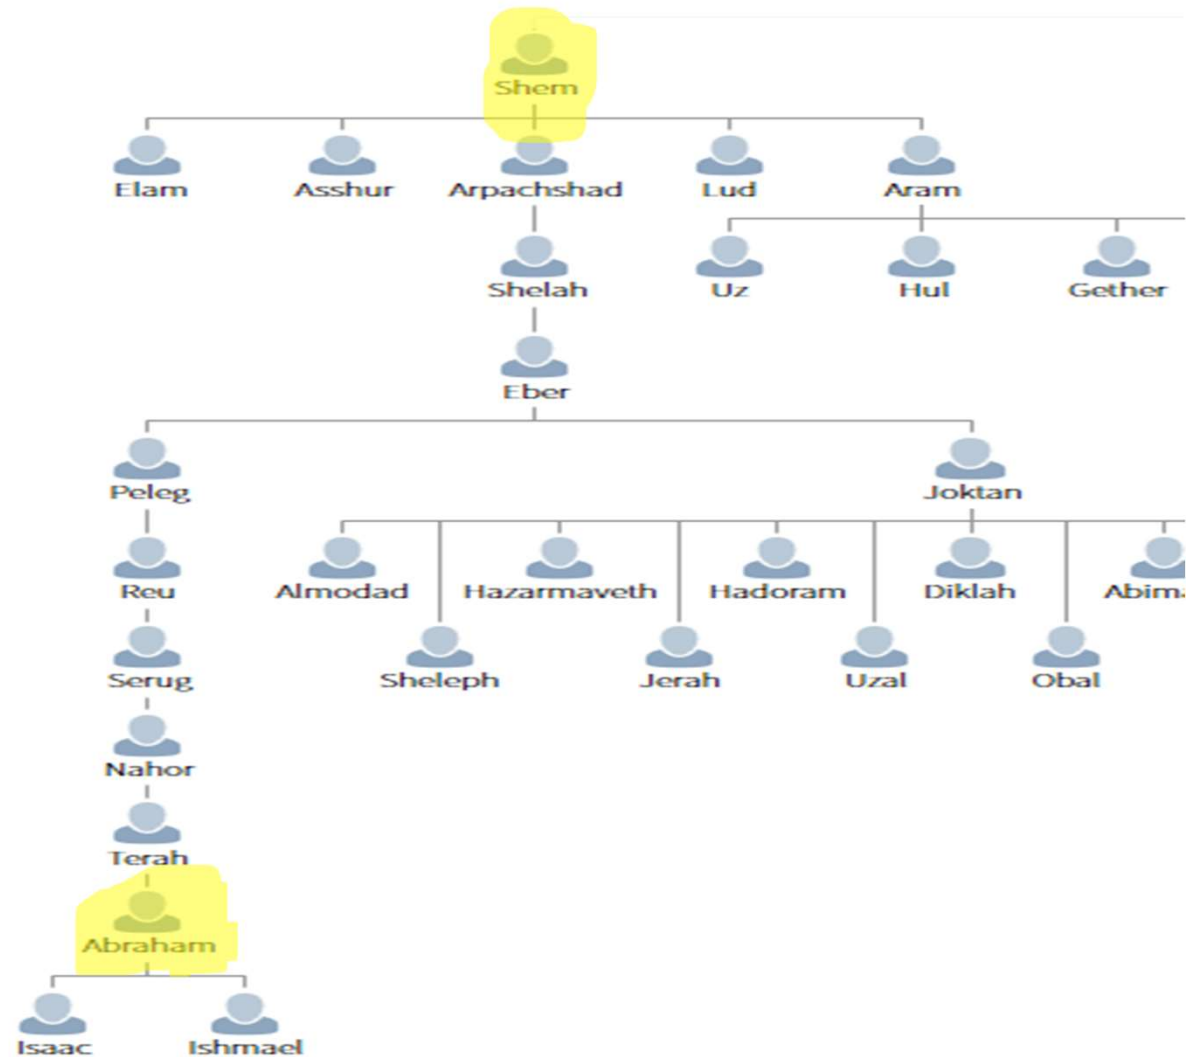 Shem
Elam Asshur Arpachshad Lud Aram
Shelah Uz Hul Gether
Eber
Peleg Joktan
Reu Almodad Hazarmaveth Hadoram Diklah
Serug Sheleph Jerah Uzal Obal
Nahor
Terah
Abraham
Isaac Ishmael